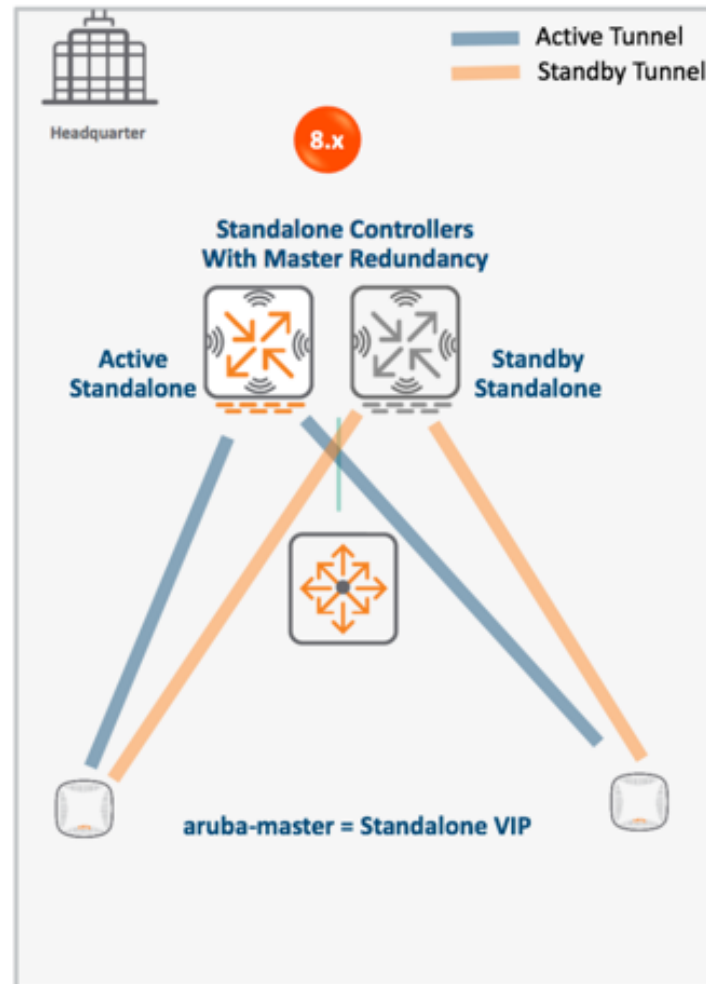 Active Tunnel
Standby Tunnel
Headquarter
8.x
Standalone Controllers
With Master Redundancy
Active
Standalone
Standby
Standalone
aruba-master = Standalone VIP